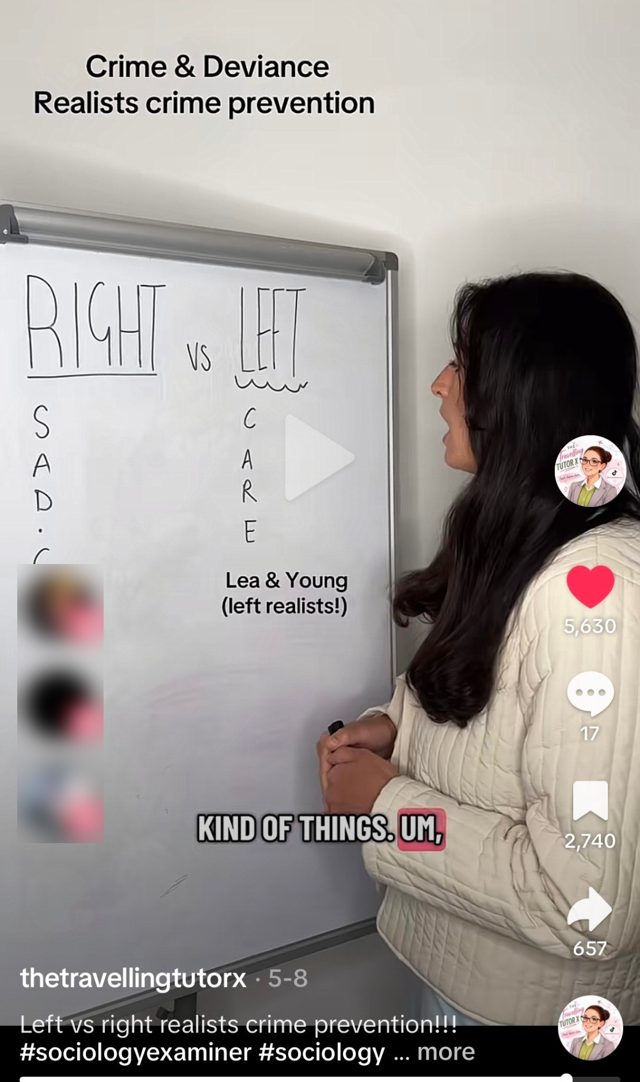 Crime & Deviance
Realists crime prevention
RIGHT vs LEFT
S
A
D
.
C
A
R
E
Lea & Young
(left realists!)
5,630
17
2,740
657
KIND OF THINGS. UM,
thetravellingtutorx · 5-8
Left vs right realists crime prevention!!!
#sociologyexaminer #sociology ... more